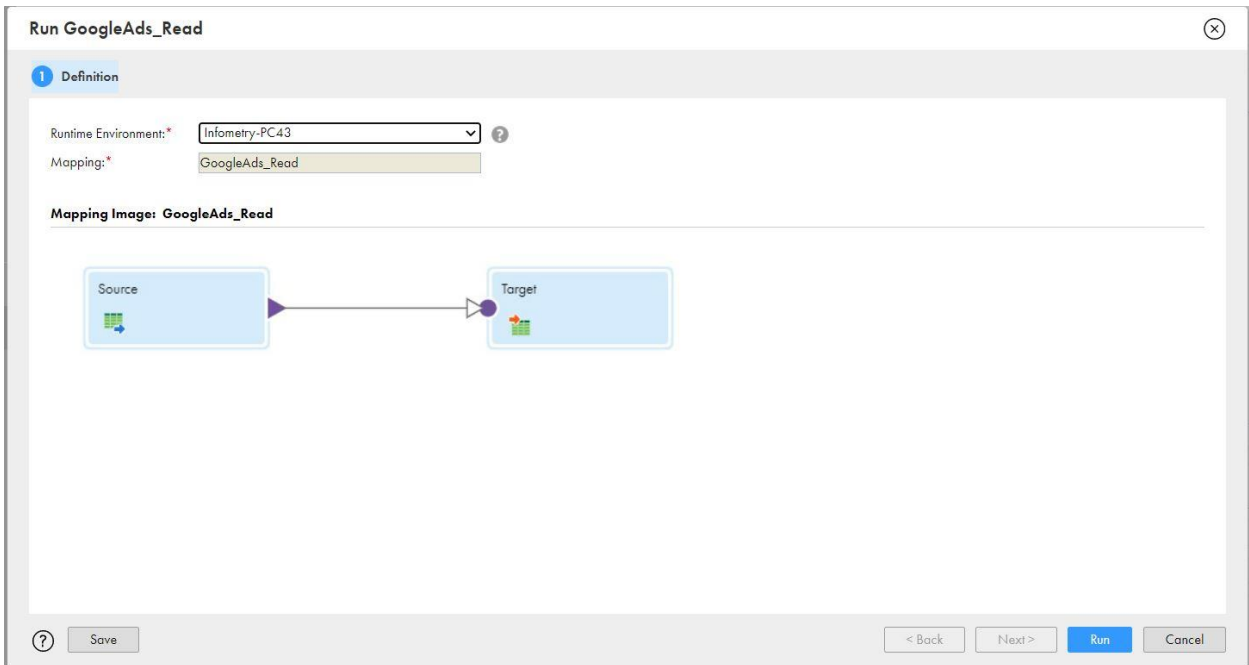 Run GoogleAds_Read
1 Definition
Runtime Environment:* Infometry-PC43 ?
Mapping:* GoogleAds_Read
Mapping Image: GoogleAds_Read
Source Target
? Save < Back Next > Run Cancel